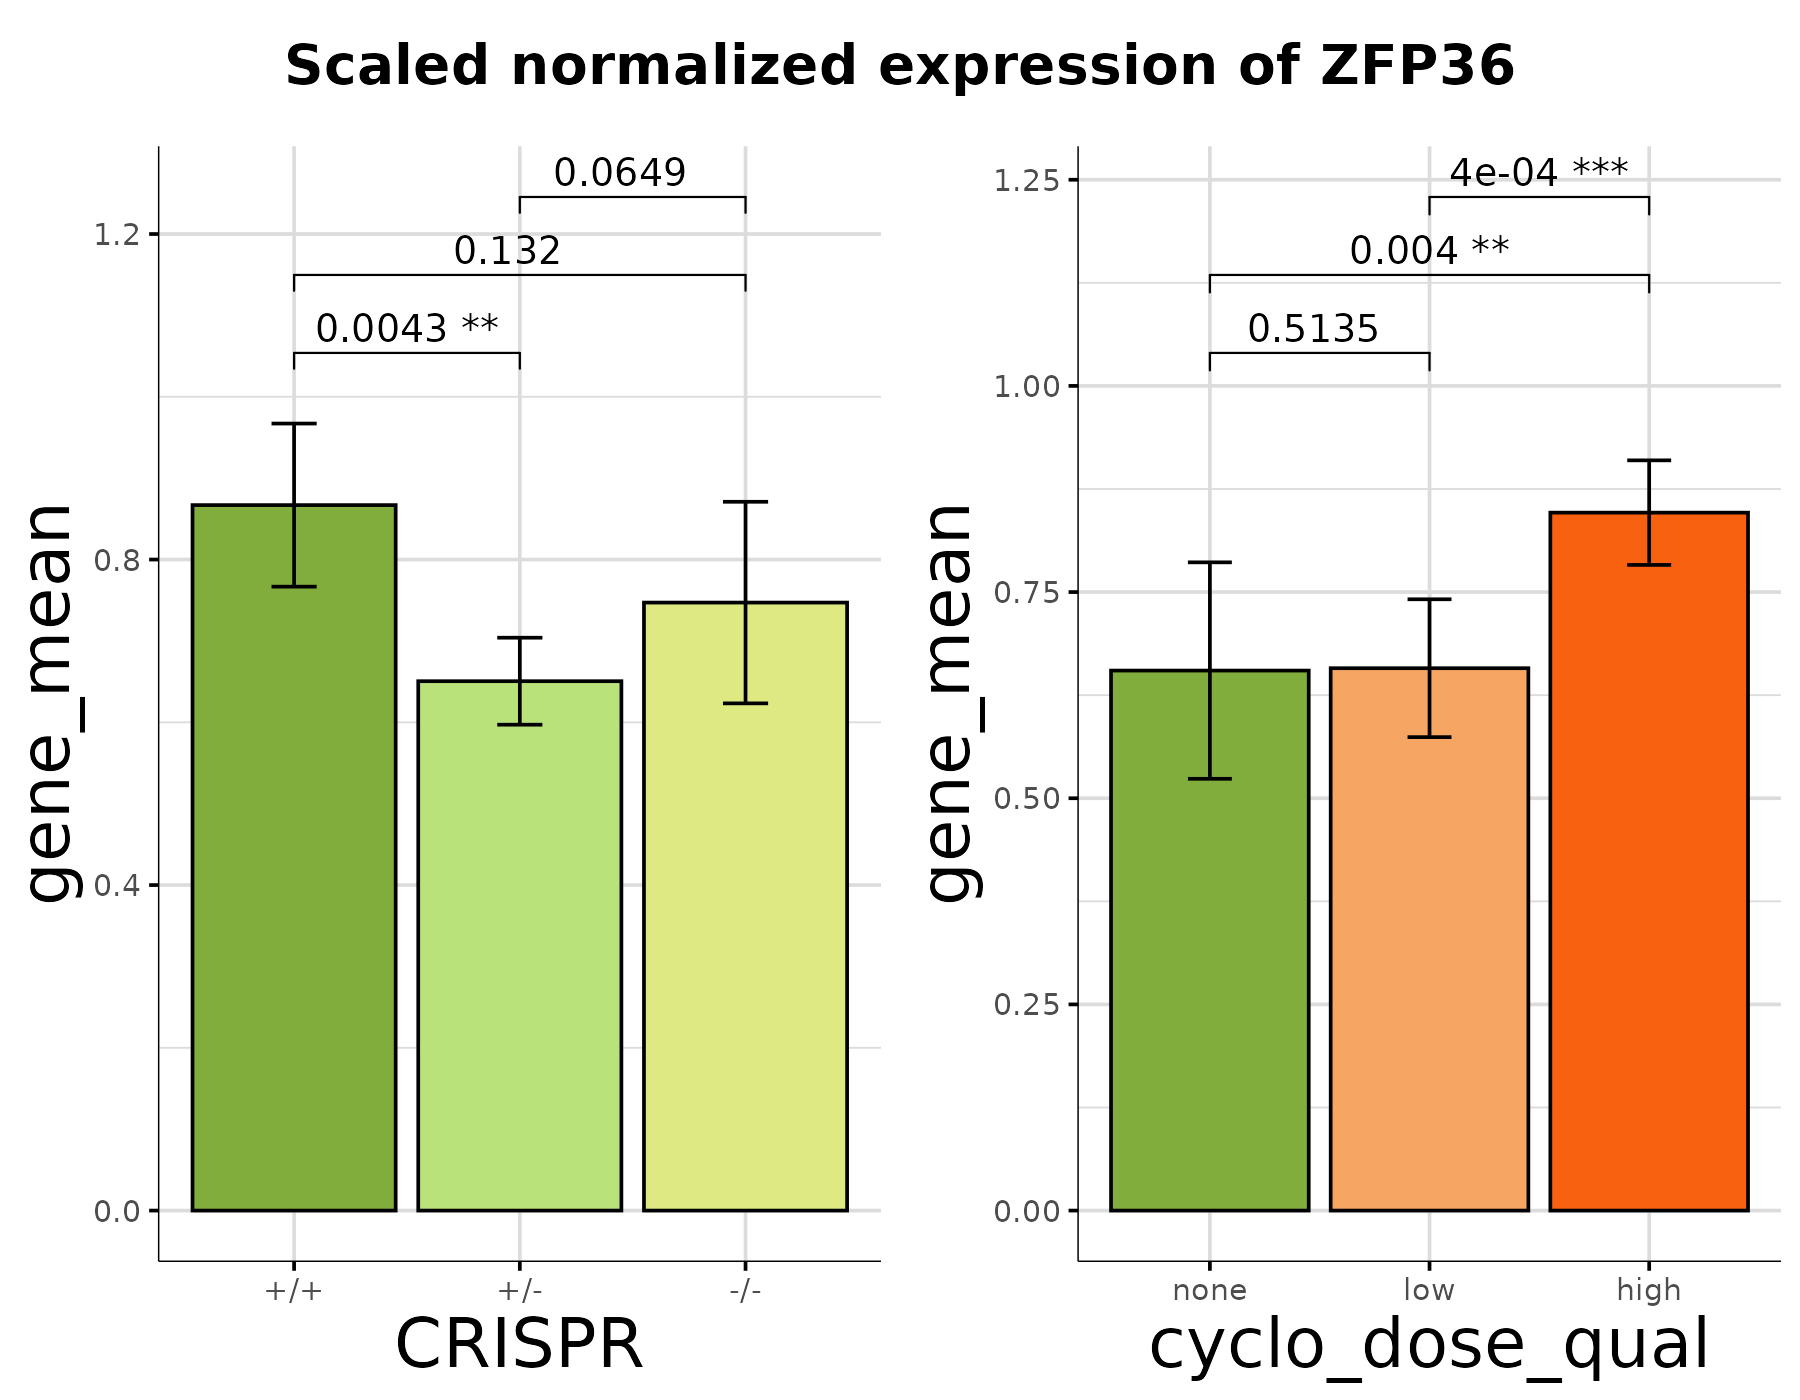 Scaled normalized expression of ZFP36
gene_mean
1.2
0.8
0.4
0.0
0.0649
0.132
0.0043 **
+/+ +/- -/-
CRISPR
gene_mean
1.25
1.00
0.75
0.50
0.25
0.00
4e-04 ***
0.004 **
0.5135
none low high
cyclo_dose_qual